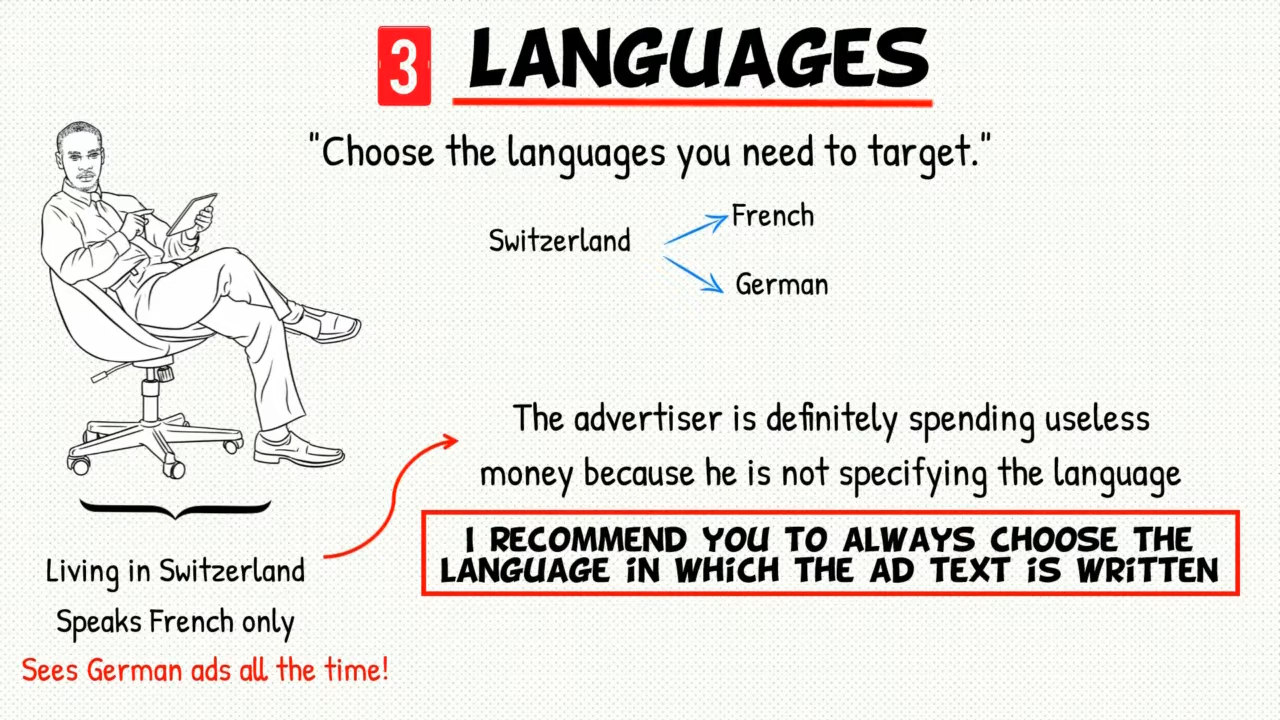 3 LANGUAGES
"Choose the languages you need to target."
Switzerland
French
German
The advertiser is definitely spending useless
money because he is not specifying the language
I RECOMMEND YOU TO ALWAYS CHOOSE THE
LANGUAGE iN WHiCH THE AD TEXT iS WRiTTEN
Living in Switzerland
Speaks French only
Sees German ads all the time!